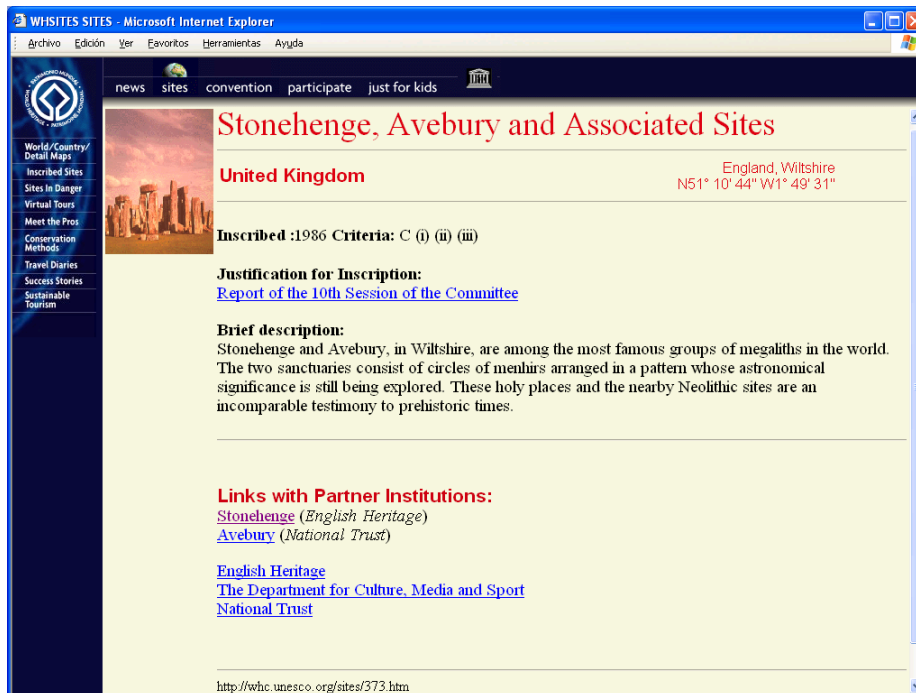 WHSITES SITES - Microsoft Internet Explorer
Archivo Edición Ver Favoritos Herramientas Ayuda
news sites convention participate just for kids
World/Country/
Detail Maps
Inscribed Sites
Sites In Danger
Virtual Tours
Meet the Pros
Conservation
Methods
Travel Diaries
Success Stories
Sustainable
Tourism
Stonehenge, Avebury and Associated Sites
United Kingdom
England, Wiltshire
N51° 10' 44" W1° 49' 31"
Inscribed :1986 Criteria: C (i) (ii) (iii)
Justification for Inscription:
Report of the 10th Session of the Committee
Brief description:
Stonehenge and Avebury, in Wiltshire, are among the most famous groups of megaliths in the world.
The two sanctuaries consist of circles of menhirs arranged in a pattern whose astronomical
significance is still being explored. These holy places and the nearby Neolithic sites are an
incomparable testimony to prehistoric times.
Links with Partner Institutions:
Stonehenge (English Heritage)
Avebury (National Trust)
English Heritage
The Department for Culture, Media and Sport
National Trust
http://whc.unesco.org/sites/373.htm